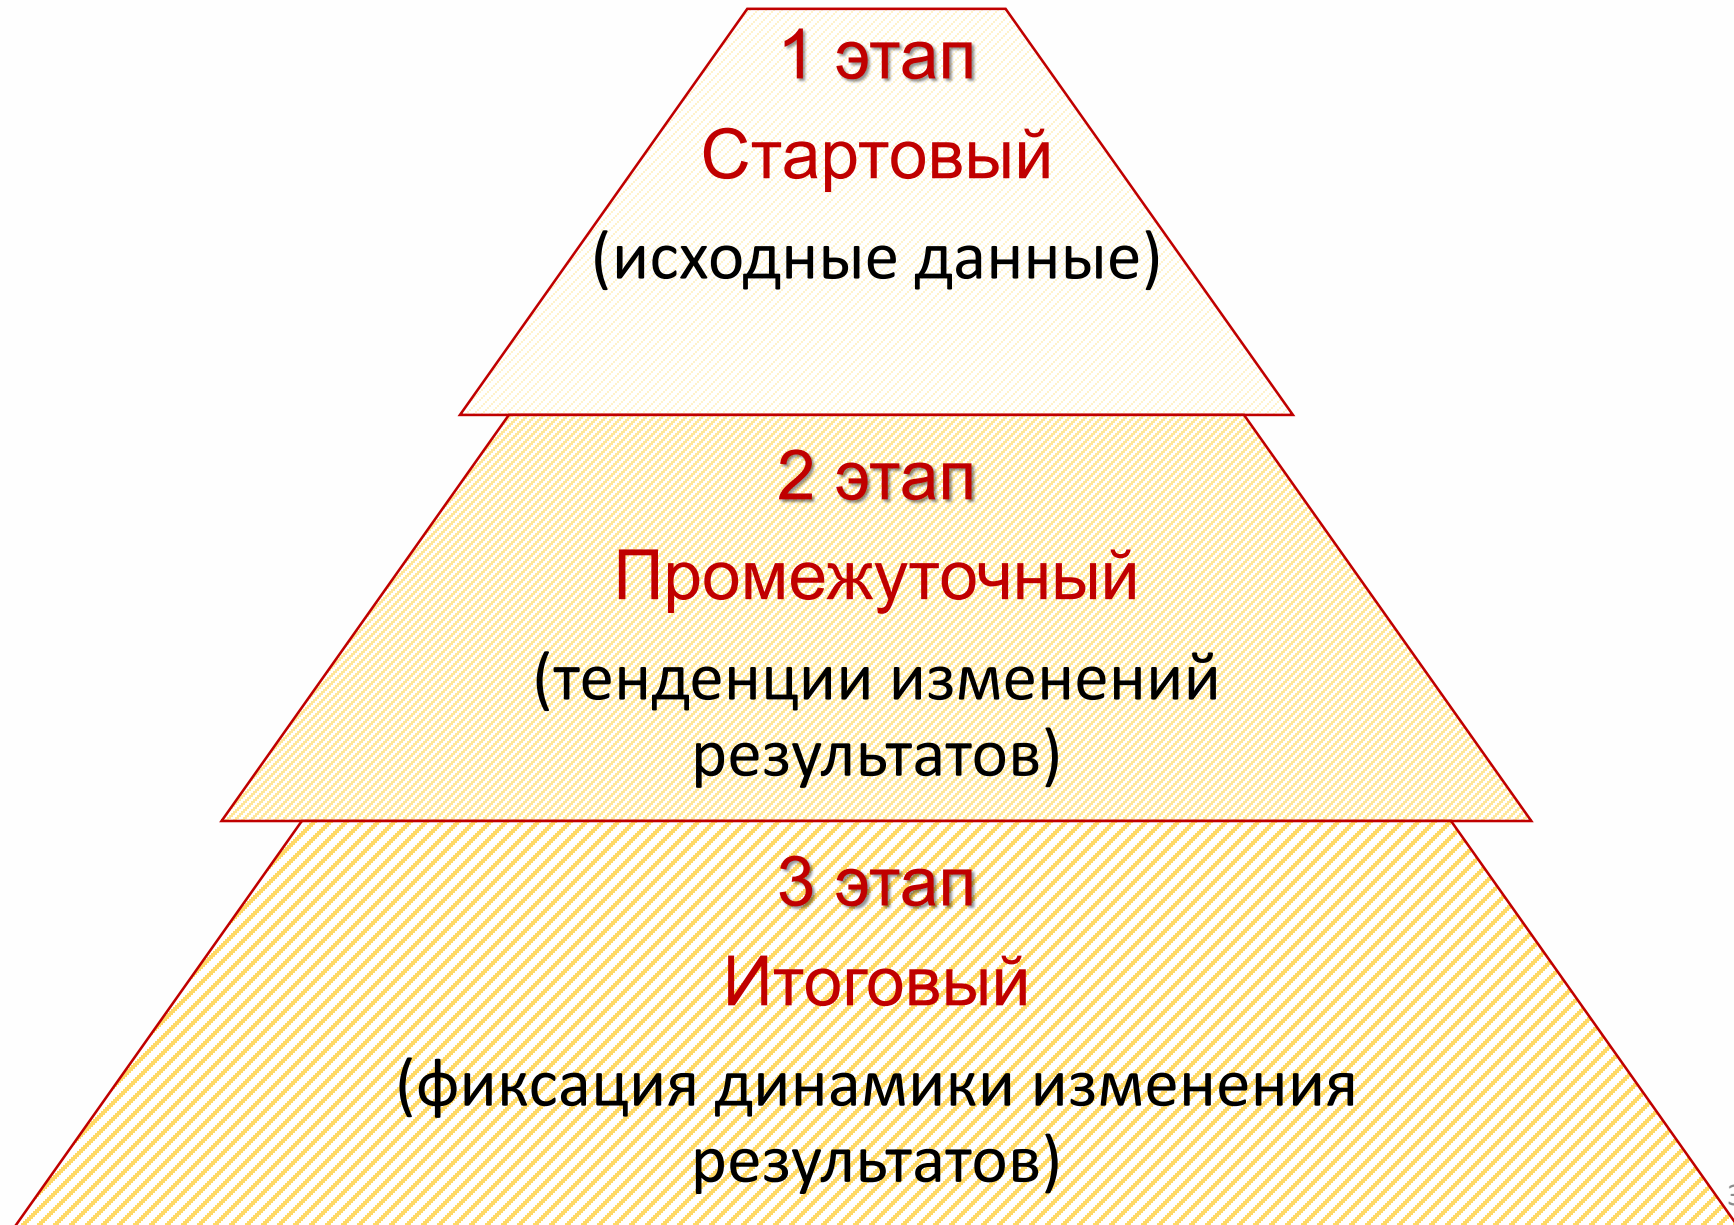 1 этап
Стартовый
(исходные данные)
2 этап
Промежуточный
(тенденции изменений
результатов)
3 этап
Итоговый
(фиксация динамики изменения
результатов)